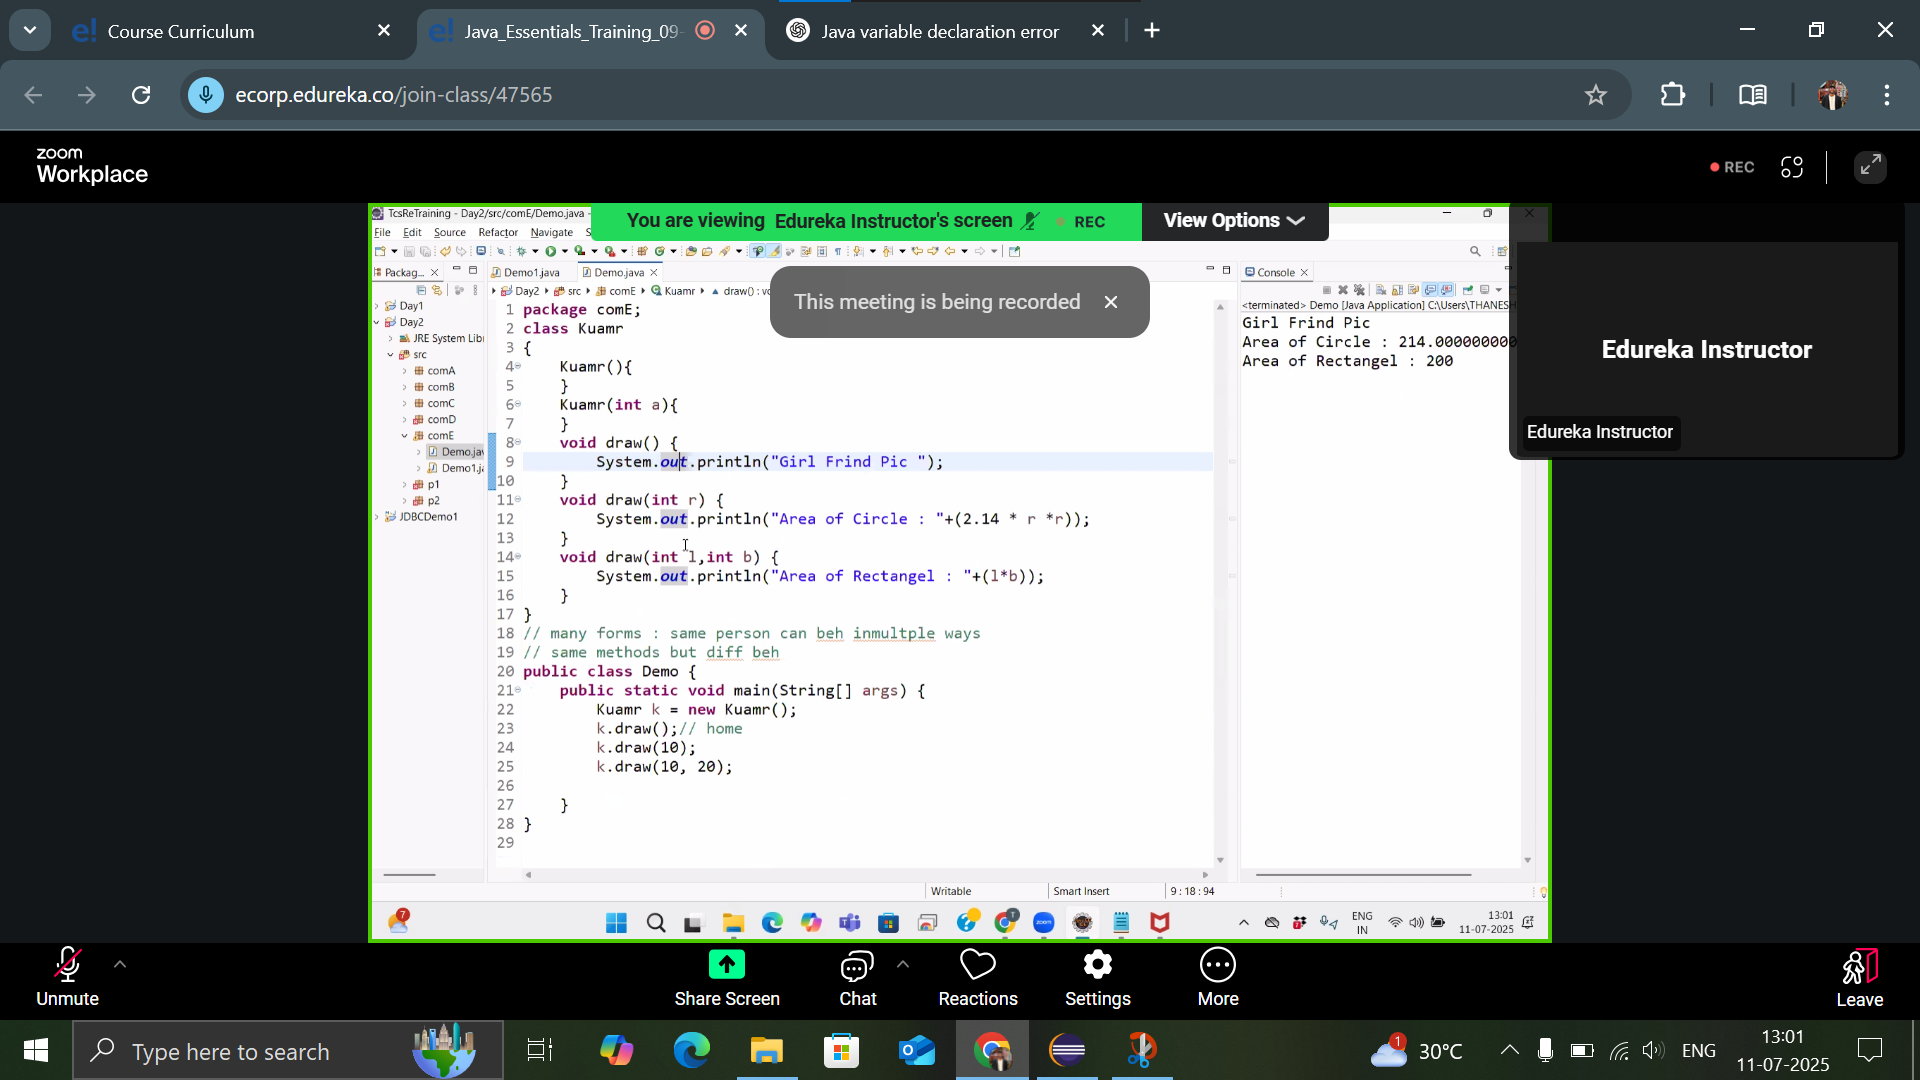 Course Curriculum
Java_Essentials_Training_09-
Java variable declaration error
ecorp.edureka.co/join-class/47565
zoom
Workplace
REC
TcsReTraining - Day2/src/comE/Demo.java -
You are viewing Edureka Instructor's screen
REC
View Options
File Edit Source Refactor Navigate
This meeting is being recorded
Packag...
Demo1.java
Demo.java
Console
Day2 src comE Kuamr draw() : vo
<terminated> Demo [Java Application] C:\Users\THANESH
Day1
Day2
JRE System Lib
src
comA
comB
comC
comD
comE
Demo.jav
Demo1.ja
p1
p2
JDBCDemo1
1 package comE;
2 class Kuamr
3 {
4 Kuamr(){
5 }
6 Kuamr(int a){
7 }
8 void draw() {
9 System.out.println("Girl Frind Pic ");
10 }
11 void draw(int r) {
12 System.out.println("Area of Circle : "+(2.14 * r *r));
13 }
14 void draw(int l,int b) {
15 System.out.println("Area of Rectangel : "+(l*b));
16 }
17 }
18 // many forms : same person can beh inmultple ways
19 // same methods but diff beh
20 public class Demo {
21 public static void main(String[] args) {
22 Kuamr k = new Kuamr();
23 k.draw();// home
24 k.draw(10);
25 k.draw(10, 20);
26
27 }
28 }
29
Girl Frind Pic
Area of Circle : 214.000000000
Area of Rectangel : 200
Edureka Instructor
Edureka Instructor
Writable
Smart Insert
9 : 18 : 94
7
zoom
ENG
IN
13:01
11-07-2025
Unmute
Share Screen
Chat
Reactions
Settings
More
Leave
Type here to search
1
30°C
ENG
13:01
11-07-2025